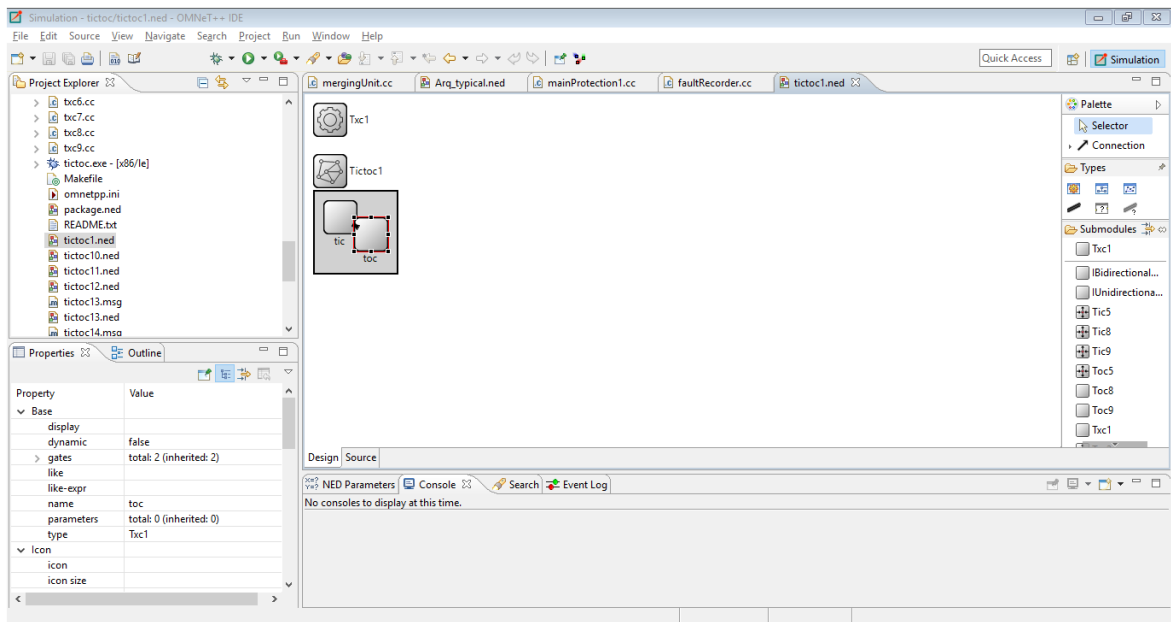 Simulation - tictoc/tictoc1.ned - OMNeT++ IDE
File Edit Source View Navigate Search Project Run Window Help
Quick Access
Simulation
Project Explorer
txc6.cc
txc7.cc
txc8.cc
txc9.cc
tictoc.exe - [x86/le]
Makefile
omnetpp.ini
package.ned
README.txt
tictoc1.ned
tictoc10.ned
tictoc11.ned
tictoc12.ned
tictoc13.msg
tictoc13.ned
tictoc14.msg
mergingUnit.cc Arq_typical.ned mainProtection1.cc faultRecorder.cc tictoc1.ned
Txc1
Tictoc1
tic
toc
Design Source
Palette
Selector
Connection
Types
Submodules
Txc1
IBidirectional...
IUnidirectiona...
Tic5
Tic8
Tic9
Toc5
Toc8
Toc9
Txc1
Properties Outline
Property Value
Base
display
dynamic false
gates total: 2 (inherited: 2)
like
like-expr
name toc
parameters total: 0 (inherited: 0)
type Txc1
Icon
icon
icon size
NED Parameters Console Search Event Log
No consoles to display at this time.